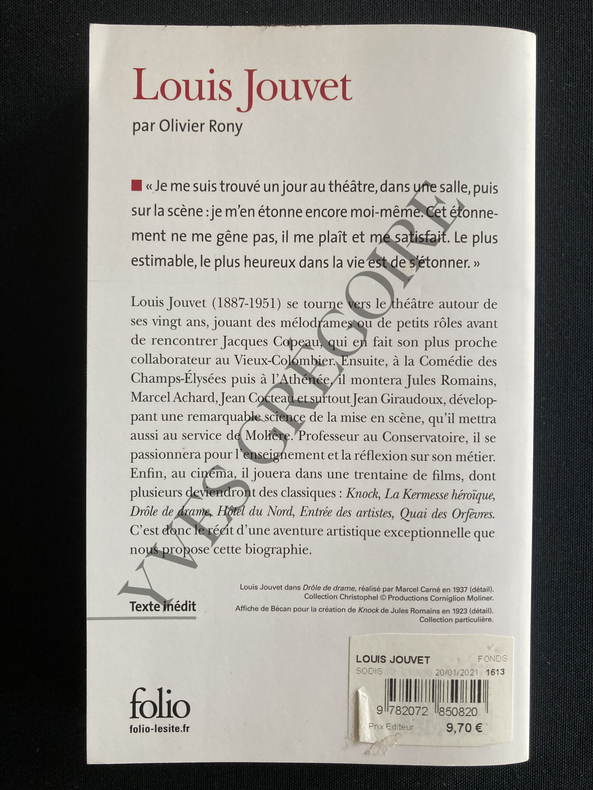 Louis Jouvet
par Olivier Rony
« Je me suis trouvé un jour au théâtre, dans une salle, puis
sur la scène : je m'en étonne encore moi-même. Cet étonne-
ment ne me gêne pas, il me plaît et me satisfait. Le plus
estimable, le plus heureux dans la vie est de s'étonner. »
Louis Jouvet (1887-1951) se tourne vers le théâtre autour de
ses vingt ans, jouant des mélodrames ou de petits rôles avant
de rencontrer Jacques Copeau, qui en fait son plus proche
collaborateur au Vieux-Colombier. Ensuite, à la Comédie des
Champs-Élysées puis à l'Athénée, il montera Jules Romains,
Marcel Achard, Jean Cocteau et surtout Jean Giraudoux, dévelop-
pant une remarquable science de la mise en scène, qu'il mettra
aussi au service de Molière. Professeur au Conservatoire, il se
passionnera pour l'enseignement et la réflexion sur son métier.
Enfin, au cinéma, il jouera dans une trentaine de films, dont
plusieurs deviendront des classiques : Knock, La Kermesse héroïque,
Drôle de drame, Hôtel du Nord, Entrée des artistes, Quai des Orfèvres.
C'est donc le récit d'une aventure artistique exceptionnelle que
nous propose cette biographie.
Louis Jouvet dans Drôle de drame, réalisé par Marcel Carné en 1937 (détail).
Collection Christophel © Productions Corniglion Moliner.
Affiche de Bécan pour la création de Knock de Jules Romains en 1923 (détail).
Collection particulière.
Texte inédit
folio
folio-lesite.fr
LOUIS JOUVET FONDS
SODIS 20/01/2021 1613
9 782072 850820
Prix Editeur 9,70 €
YVES GREGOIRE